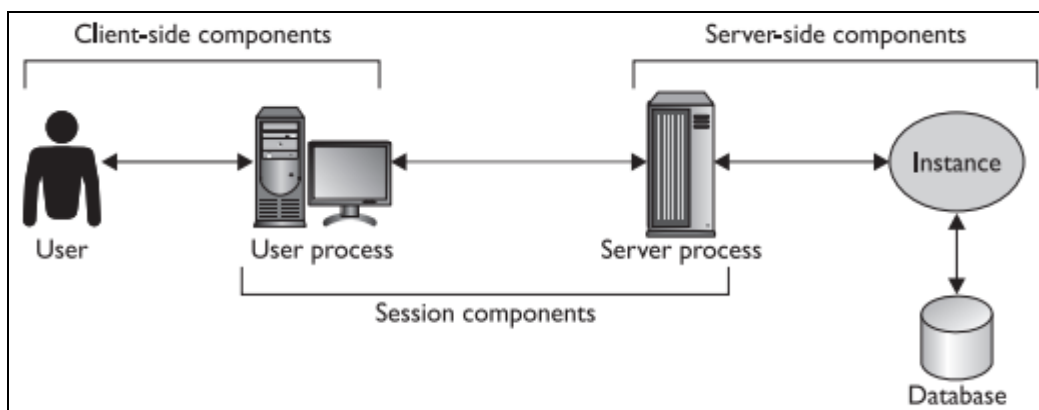 Client-side components
Server-side components
Instance
User
User process
Server process
Session components
Database